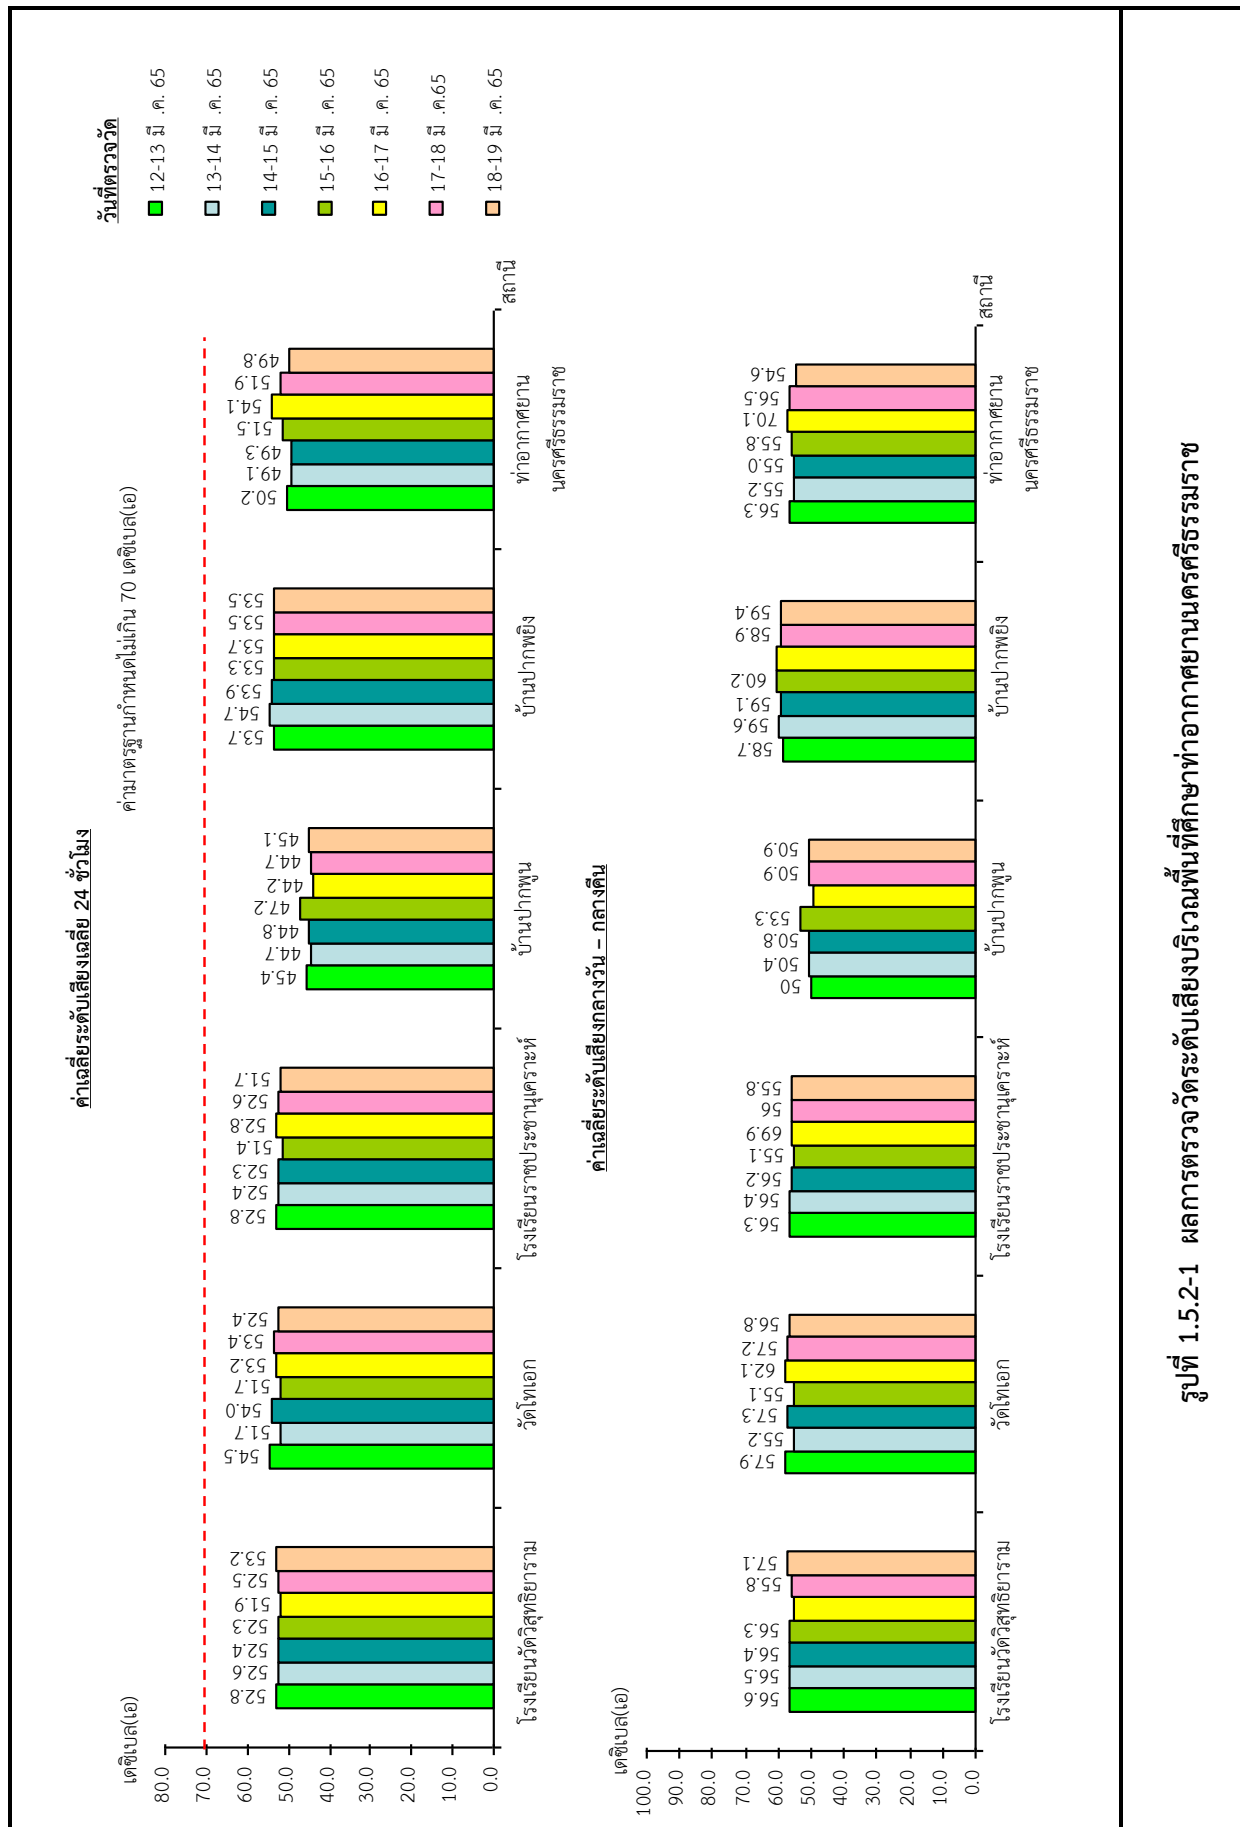 ค่าเฉลี่ยระดับเสียงเฉลี่ย 24 ชั่วโมง
เดซิเบล(เอ)
ค่ามาตรฐานกำหนดไม่เกิน 70 เดซิเบล(เอ)
วันที่ตรวจวัด
12-13 มี .ค. 65
13-14 มี .ค. 65
14-15 มี .ค. 65
15-16 มี .ค. 65
16-17 มี .ค. 65
17-18 มี .ค.65
18-19 มี .ค. 65
80.0
70.0
60.0
50.0
40.0
30.0
20.0
10.0
0.0
52.8 52.6 52.4 52.3 51.9 52.5 53.2
54.5 51.7 54.0 51.7 53.2 53.4 52.4
52.8 52.4 52.3 51.4 52.8 52.6 51.7
45.4 44.7 44.8 47.2 44.2 44.7 45.1
53.7 54.7 53.9 53.3 53.7 53.5 53.5
50.2 49.1 49.3 51.5 54.1 51.9 49.8
โรงเรียนวัดวิสุทธิยาราม
วัดโทเอก
โรงเรียนราชประชานุเคราะห์
บ้านปากพูน
บ้านปากพยิง
ท่าอากาศยาน
นครศรีธรรมราช
สถานี
ค่าเฉลี่ยระดับเสียงกลางวัน – กลางคืน
เดซิเบล(เอ)
100.0
90.0
80.0
70.0
60.0
50.0
40.0
30.0
20.0
10.0
0.0
56.6 56.5 56.4 56.3 55.8 57.1
57.9 55.2 57.3 55.1 62.1 57.2 56.8
56.3 56.4 56.2 55.1 69.9 56 55.8
50 50.4 50.8 53.3 50.9 50.9
58.7 59.6 59.1 60.2 58.9 59.4
56.3 55.2 55.0 55.8 70.1 56.5 54.6
โรงเรียนวัดวิสุทธิยาราม
วัดโทเอก
โรงเรียนราชประชานุเคราะห์
บ้านปากพูน
บ้านปากพยิง
ท่าอากาศยาน
นครศรีธรรมราช
สถานี
รูปที่ 1.5.2-1 ผลการตรวจวัดระดับเสียงบริเวณพื้นที่ศึกษาท่าอากาศยานนครศรีธรรมราช